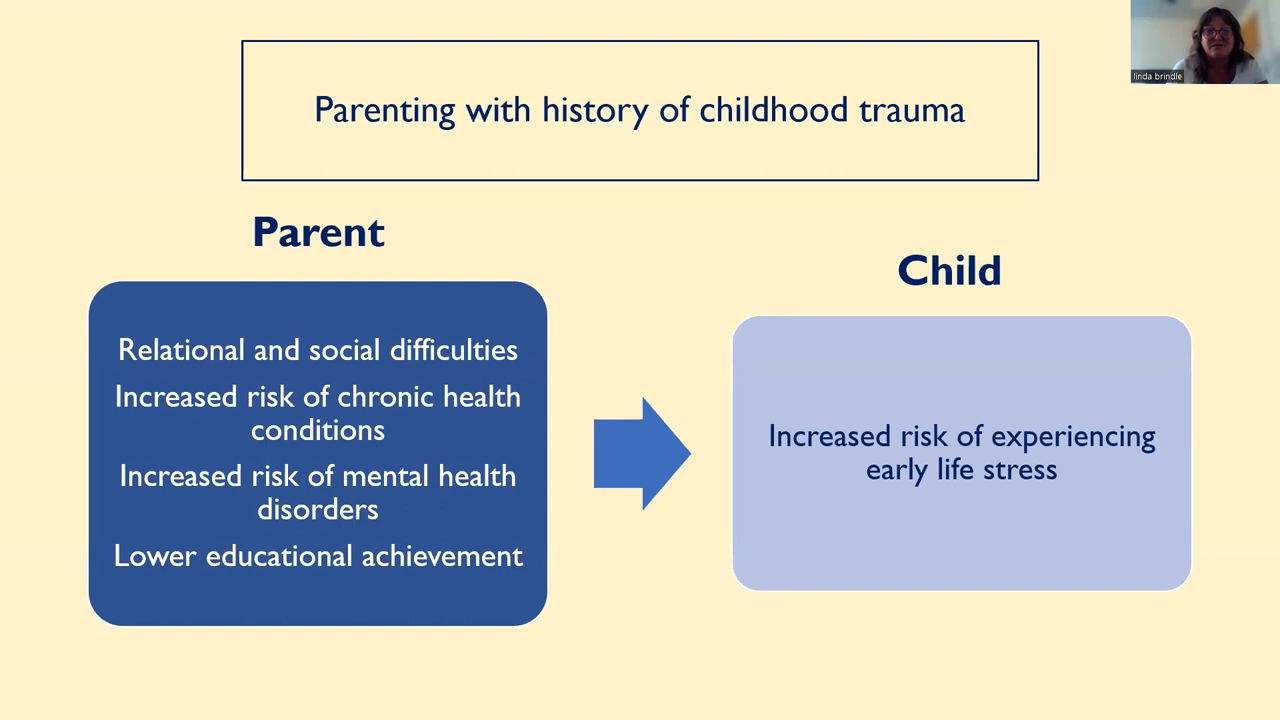 Parenting with history of childhood trauma
linda brindle
Parent
Relational and social difficulties
Increased risk of chronic health
conditions
Increased risk of mental health
disorders
Lower educational achievement
Child
Increased risk of experiencing
early life stress